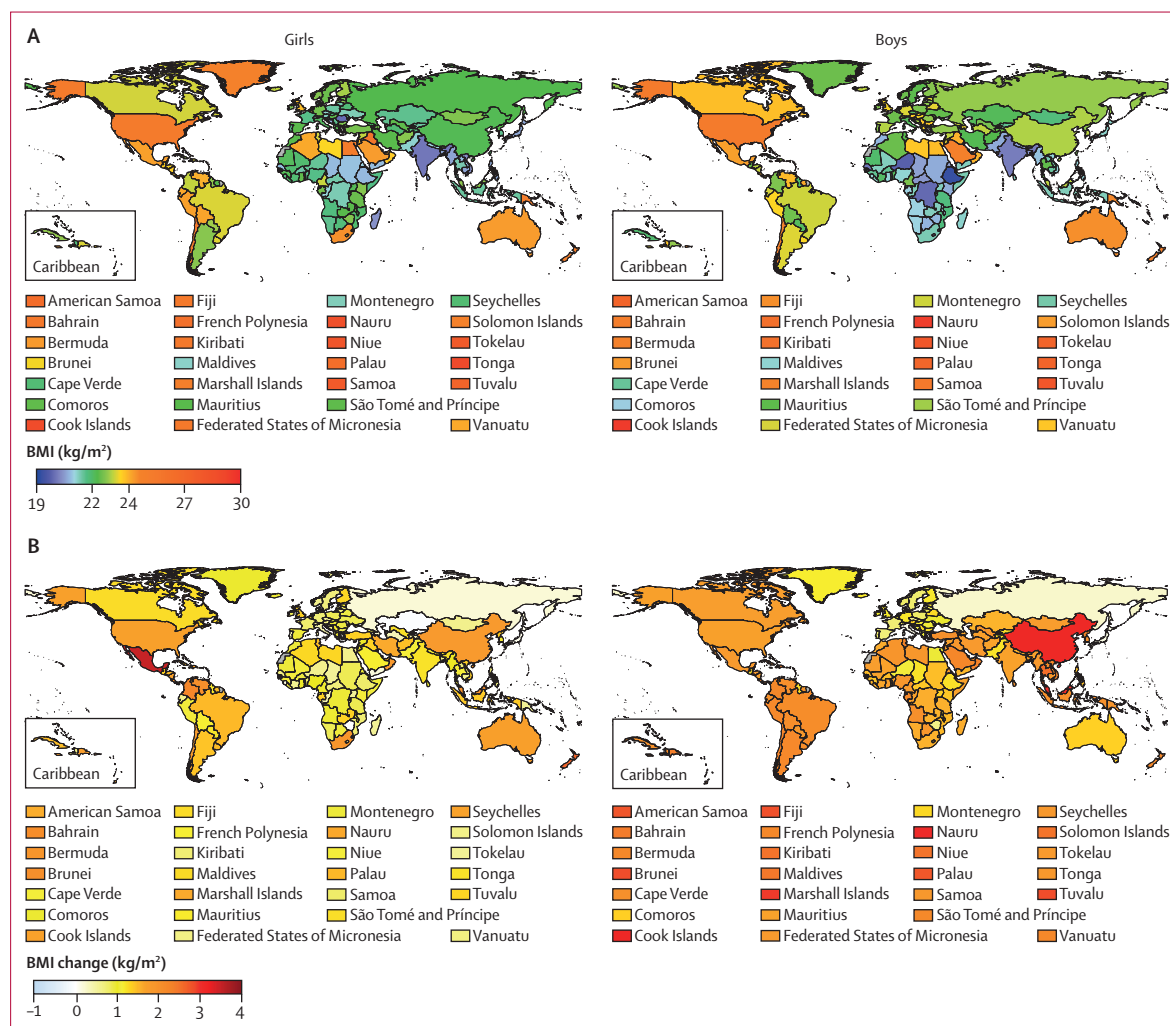 A
Girls
Boys
Caribbean
Caribbean
American Samoa Fiji Montenegro Seychelles
Bahrain French Polynesia Nauru Solomon Islands
Bermuda Kiribati Niue Tokelau
Brunei Maldives Palau Tonga
Cape Verde Marshall Islands Samoa Tuvalu
Comoros Mauritius São Tomé and Príncipe
Cook Islands Federated States of Micronesia Vanuatu
American Samoa Fiji Montenegro Seychelles
Bahrain French Polynesia Nauru Solomon Islands
Bermuda Kiribati Niue Tokelau
Brunei Maldives Palau Tonga
Cape Verde Marshall Islands Samoa Tuvalu
Comoros Mauritius São Tomé and Príncipe
Cook Islands Federated States of Micronesia Vanuatu
BMI (kg/m²)
19 22 24 27 30
B
Caribbean
Caribbean
American Samoa Fiji Montenegro Seychelles
Bahrain French Polynesia Nauru Solomon Islands
Bermuda Kiribati Niue Tokelau
Brunei Maldives Palau Tonga
Cape Verde Marshall Islands Samoa Tuvalu
Comoros Mauritius São Tomé and Príncipe
Cook Islands Federated States of Micronesia Vanuatu
American Samoa Fiji Montenegro Seychelles
Bahrain French Polynesia Nauru Solomon Islands
Bermuda Kiribati Niue Tokelau
Brunei Maldives Palau Tonga
Cape Verde Marshall Islands Samoa Tuvalu
Comoros Mauritius São Tomé and Príncipe
Cook Islands Federated States of Micronesia Vanuatu
BMI change (kg/m²)
–1 0 1 2 3 4